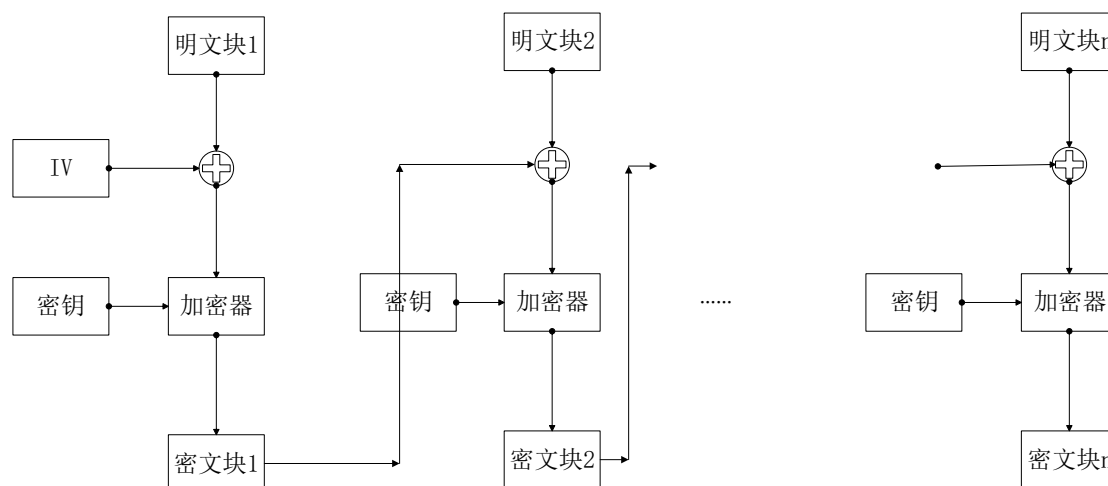 明文块1
明文块2
明文块n
IV
密钥
加密器
密钥
加密器
......
密钥
加密器
密文块1
密文块2
密文块n